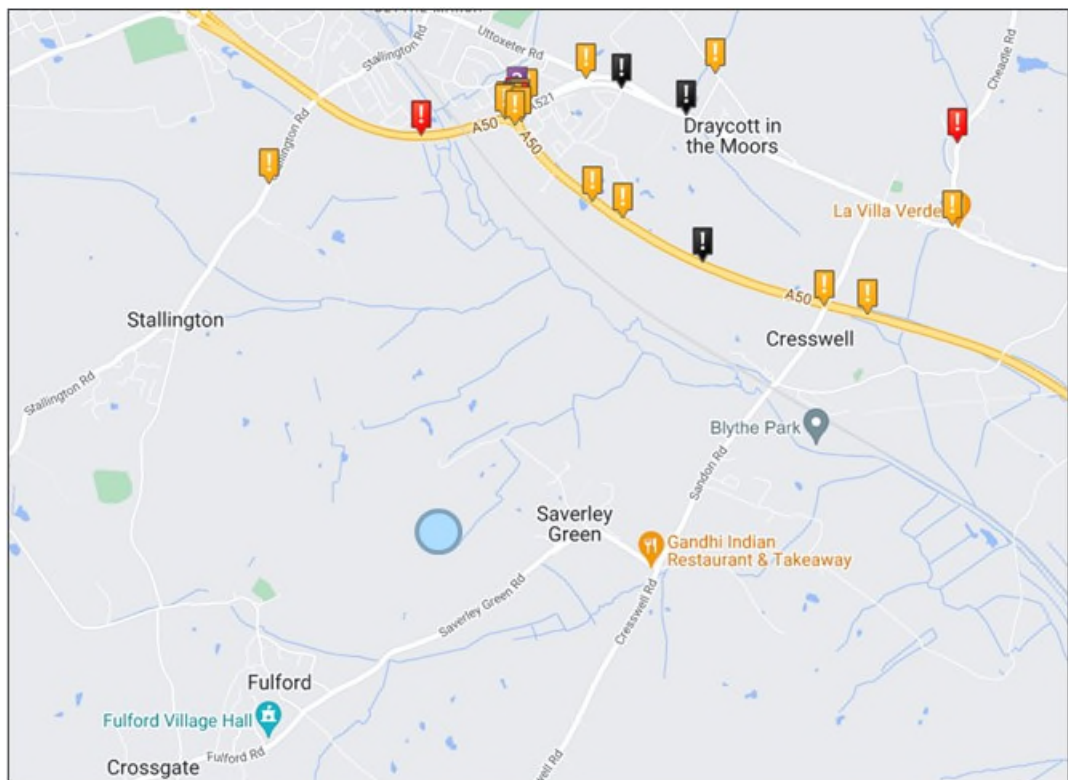 Uttoxeter Rd
Stallington Rd
Cheadle Rd
A521
A50
A50
Draycott in
the Moors
La Villa Verde
A50
Stallington
Cresswell
Stallington Rd
Blythe Park
Sandon Rd
Saverley
Green
Gandhi Indian
Restaurant & Takeaway
Saverley Green Rd
Cresswell Rd
Fulford
Fulford Village Hall
Fulford Rd
Crossgate